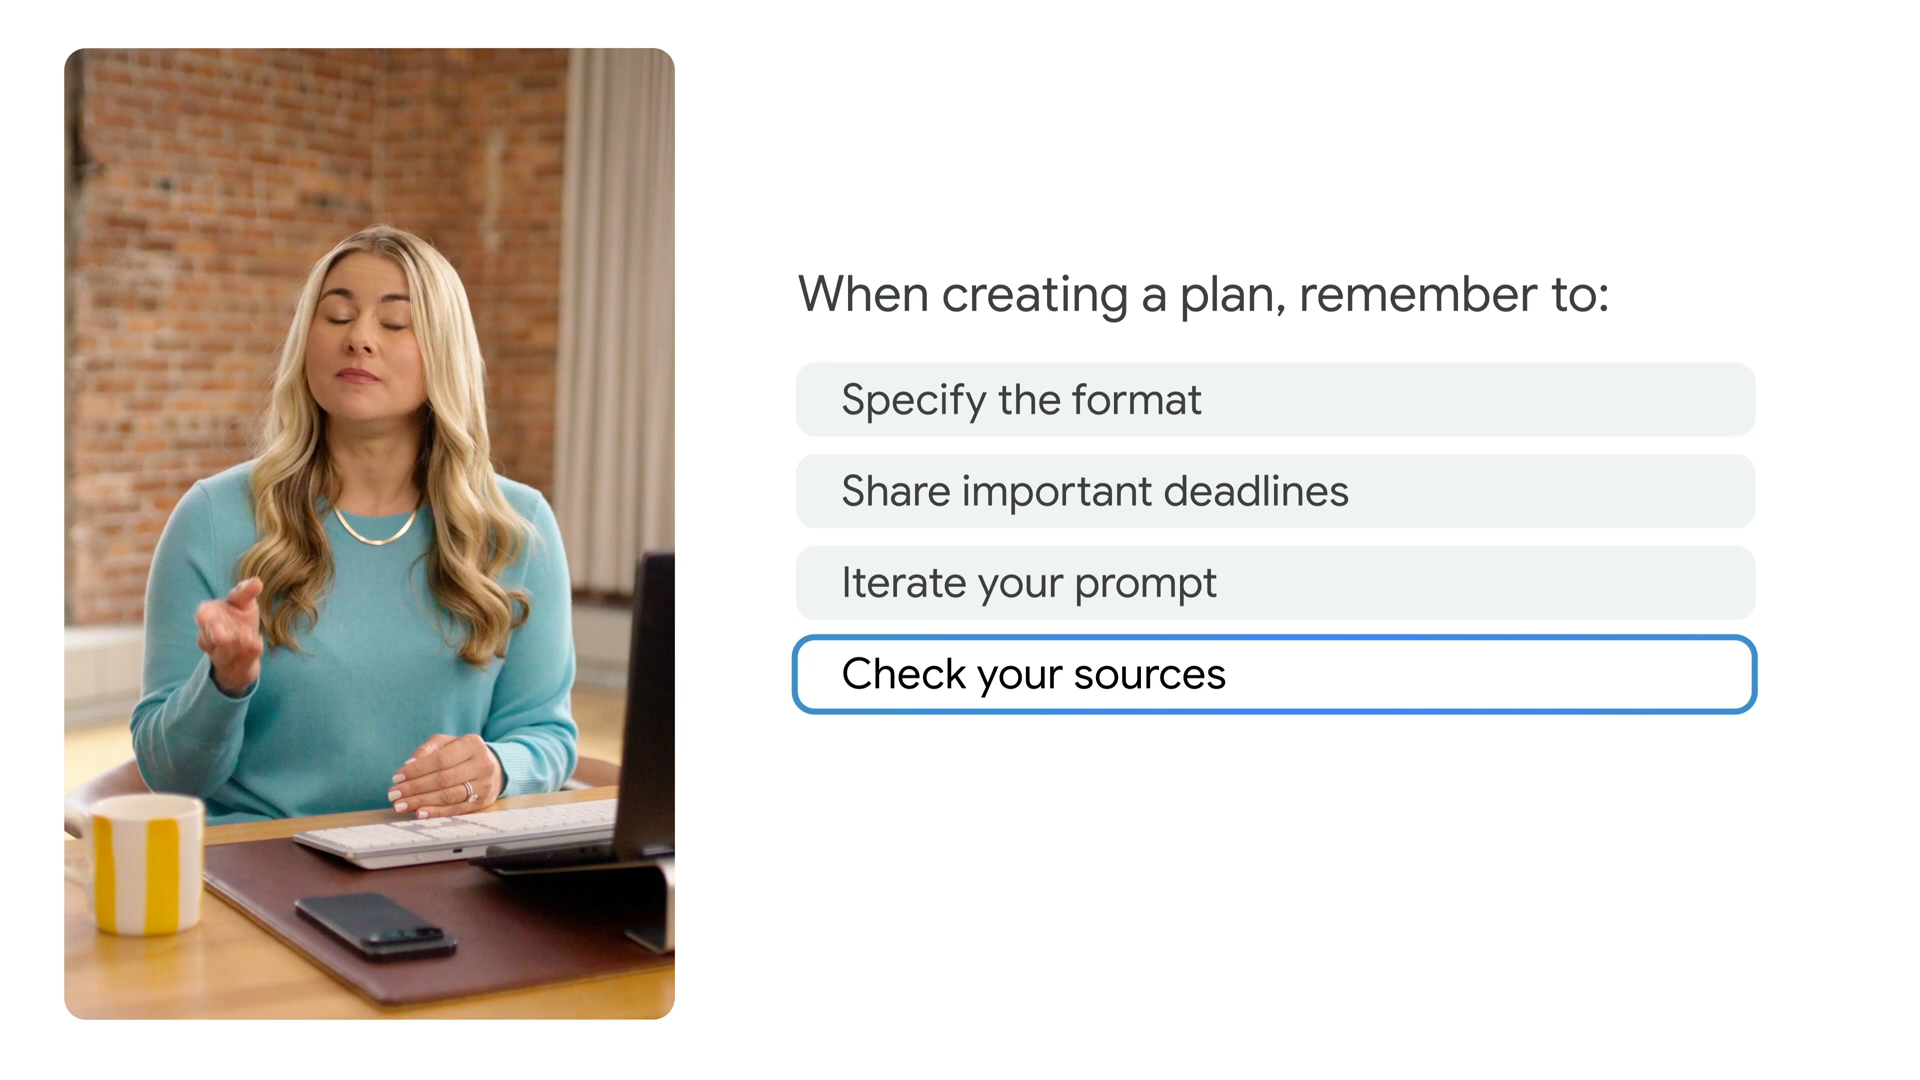 When creating a plan, remember to:
Specify the format
Share important deadlines
Iterate your prompt
Check your sources